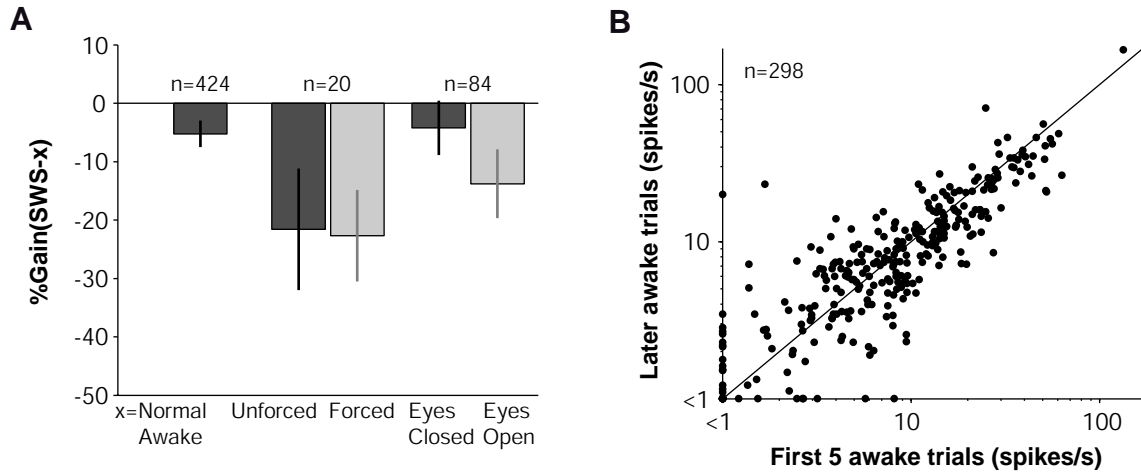 A
%Gain(SWS-x)
10
0
-10
-20
-30
-40
-50
n=424
n=20
n=84
x=Normal Awake
Unforced
Forced
Eyes Closed
Eyes Open
B
n=298
Later awake trials (spikes/s)
100
10
<1
<1
10
100
First 5 awake trials (spikes/s)